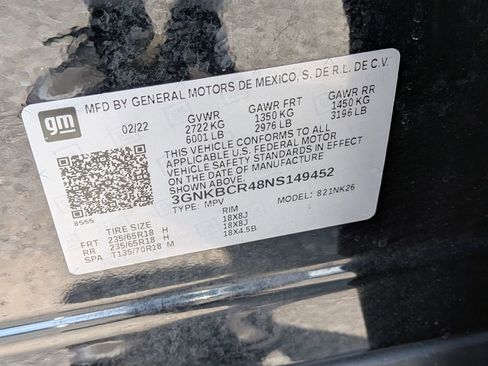 gm
MFD BY GENERAL MOTORS DE MEXICO, S. DE R.L. DE C.V.
02/22 GVWR GAWR FRT GAWR RR
2722 KG 1350 KG 1450 KG
6001 LB 2976 LB 3196 LB
THIS VEHICLE CONFORMS TO ALL
APPLICABLE U.S. FEDERAL MOTOR
VEHICLE SAFETY STANDARDS IN EFFECT
ON THE DATE OF MANUFACTURE
SHOWN ABOVE.
3GNKBCR48NS149452
TYPE: MPV MODEL: 821NK26
8555
TIRE SIZE RIM
FRT 235/65R18 H 18X8J
RR 235/65R18 H 18X8J
SPA T135/70R18 M 18X4.5B